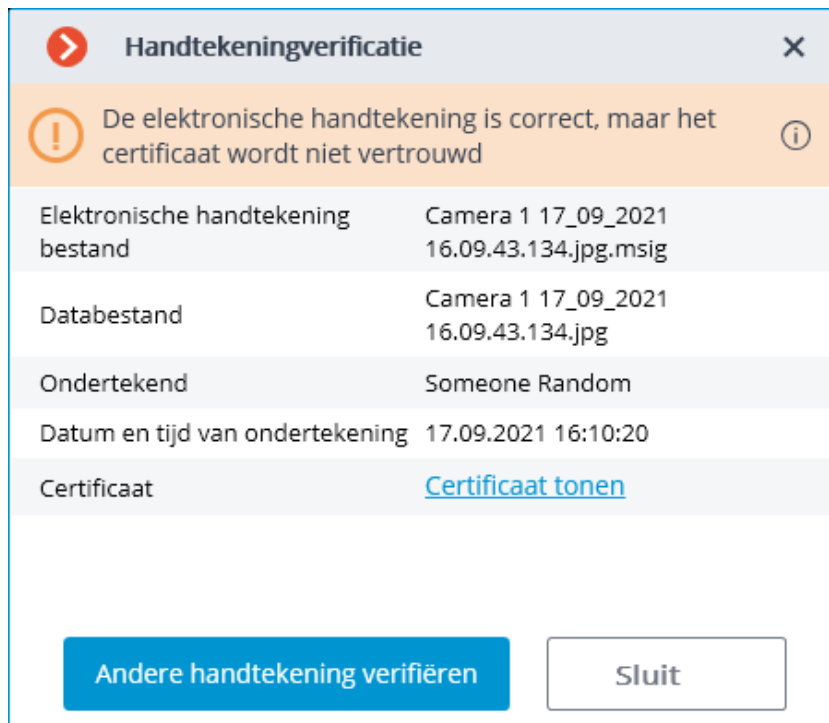 Handtekeningverificatie
De elektronische handtekening is correct, maar het
certificaat wordt niet vertrouwd
Elektronische handtekening
bestand
Camera 1 17_09_2021
16.09.43.134.jpg.msig
Databestand
Camera 1 17_09_2021
16.09.43.134.jpg
Ondertekend
Someone Random
Datum en tijd van ondertekening
17.09.2021 16:10:20
Certificaat
Certificaat tonen
Andere handtekening verifiëren
Sluit